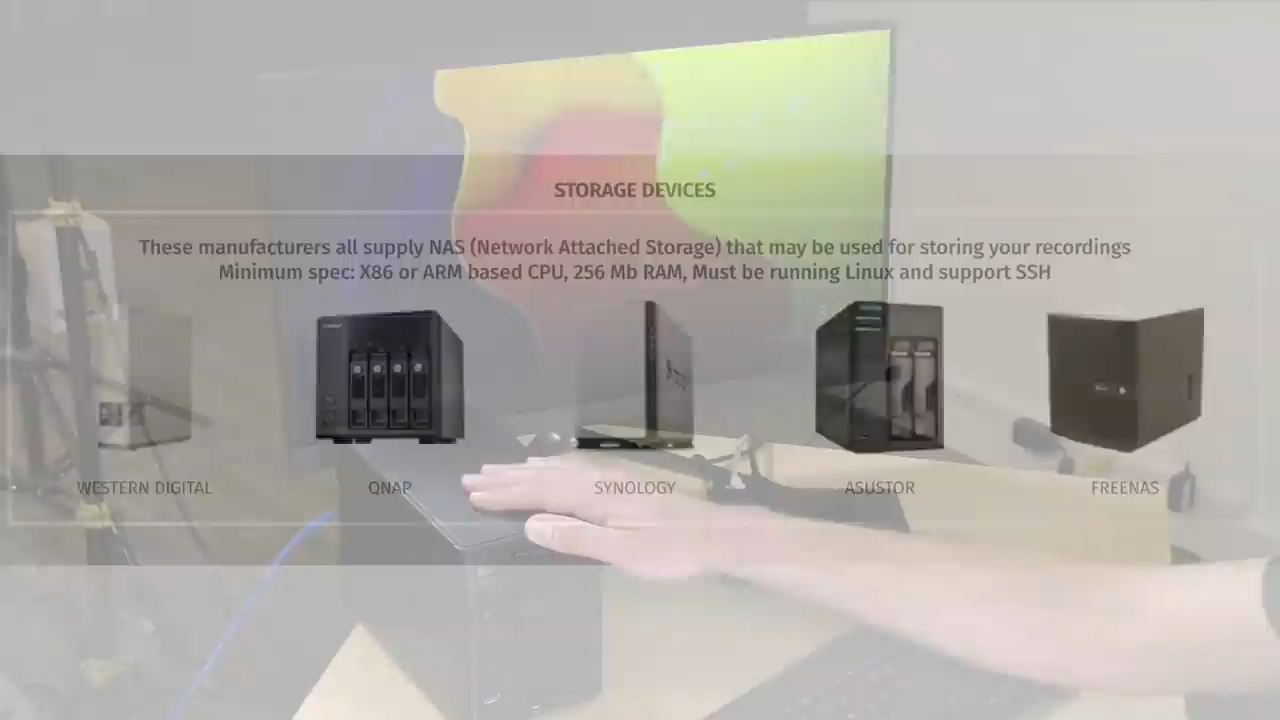 STORAGE DEVICES
These manufacturers all supply NAS (Network Attached Storage) that may be used for storing your recordings
Minimum spec: X86 or ARM based CPU, 256 Mb RAM, Must be running Linux and support SSH
WESTERN DIGITAL
QNAP
SYNOLOGY
ASUSTOR
FREENAS